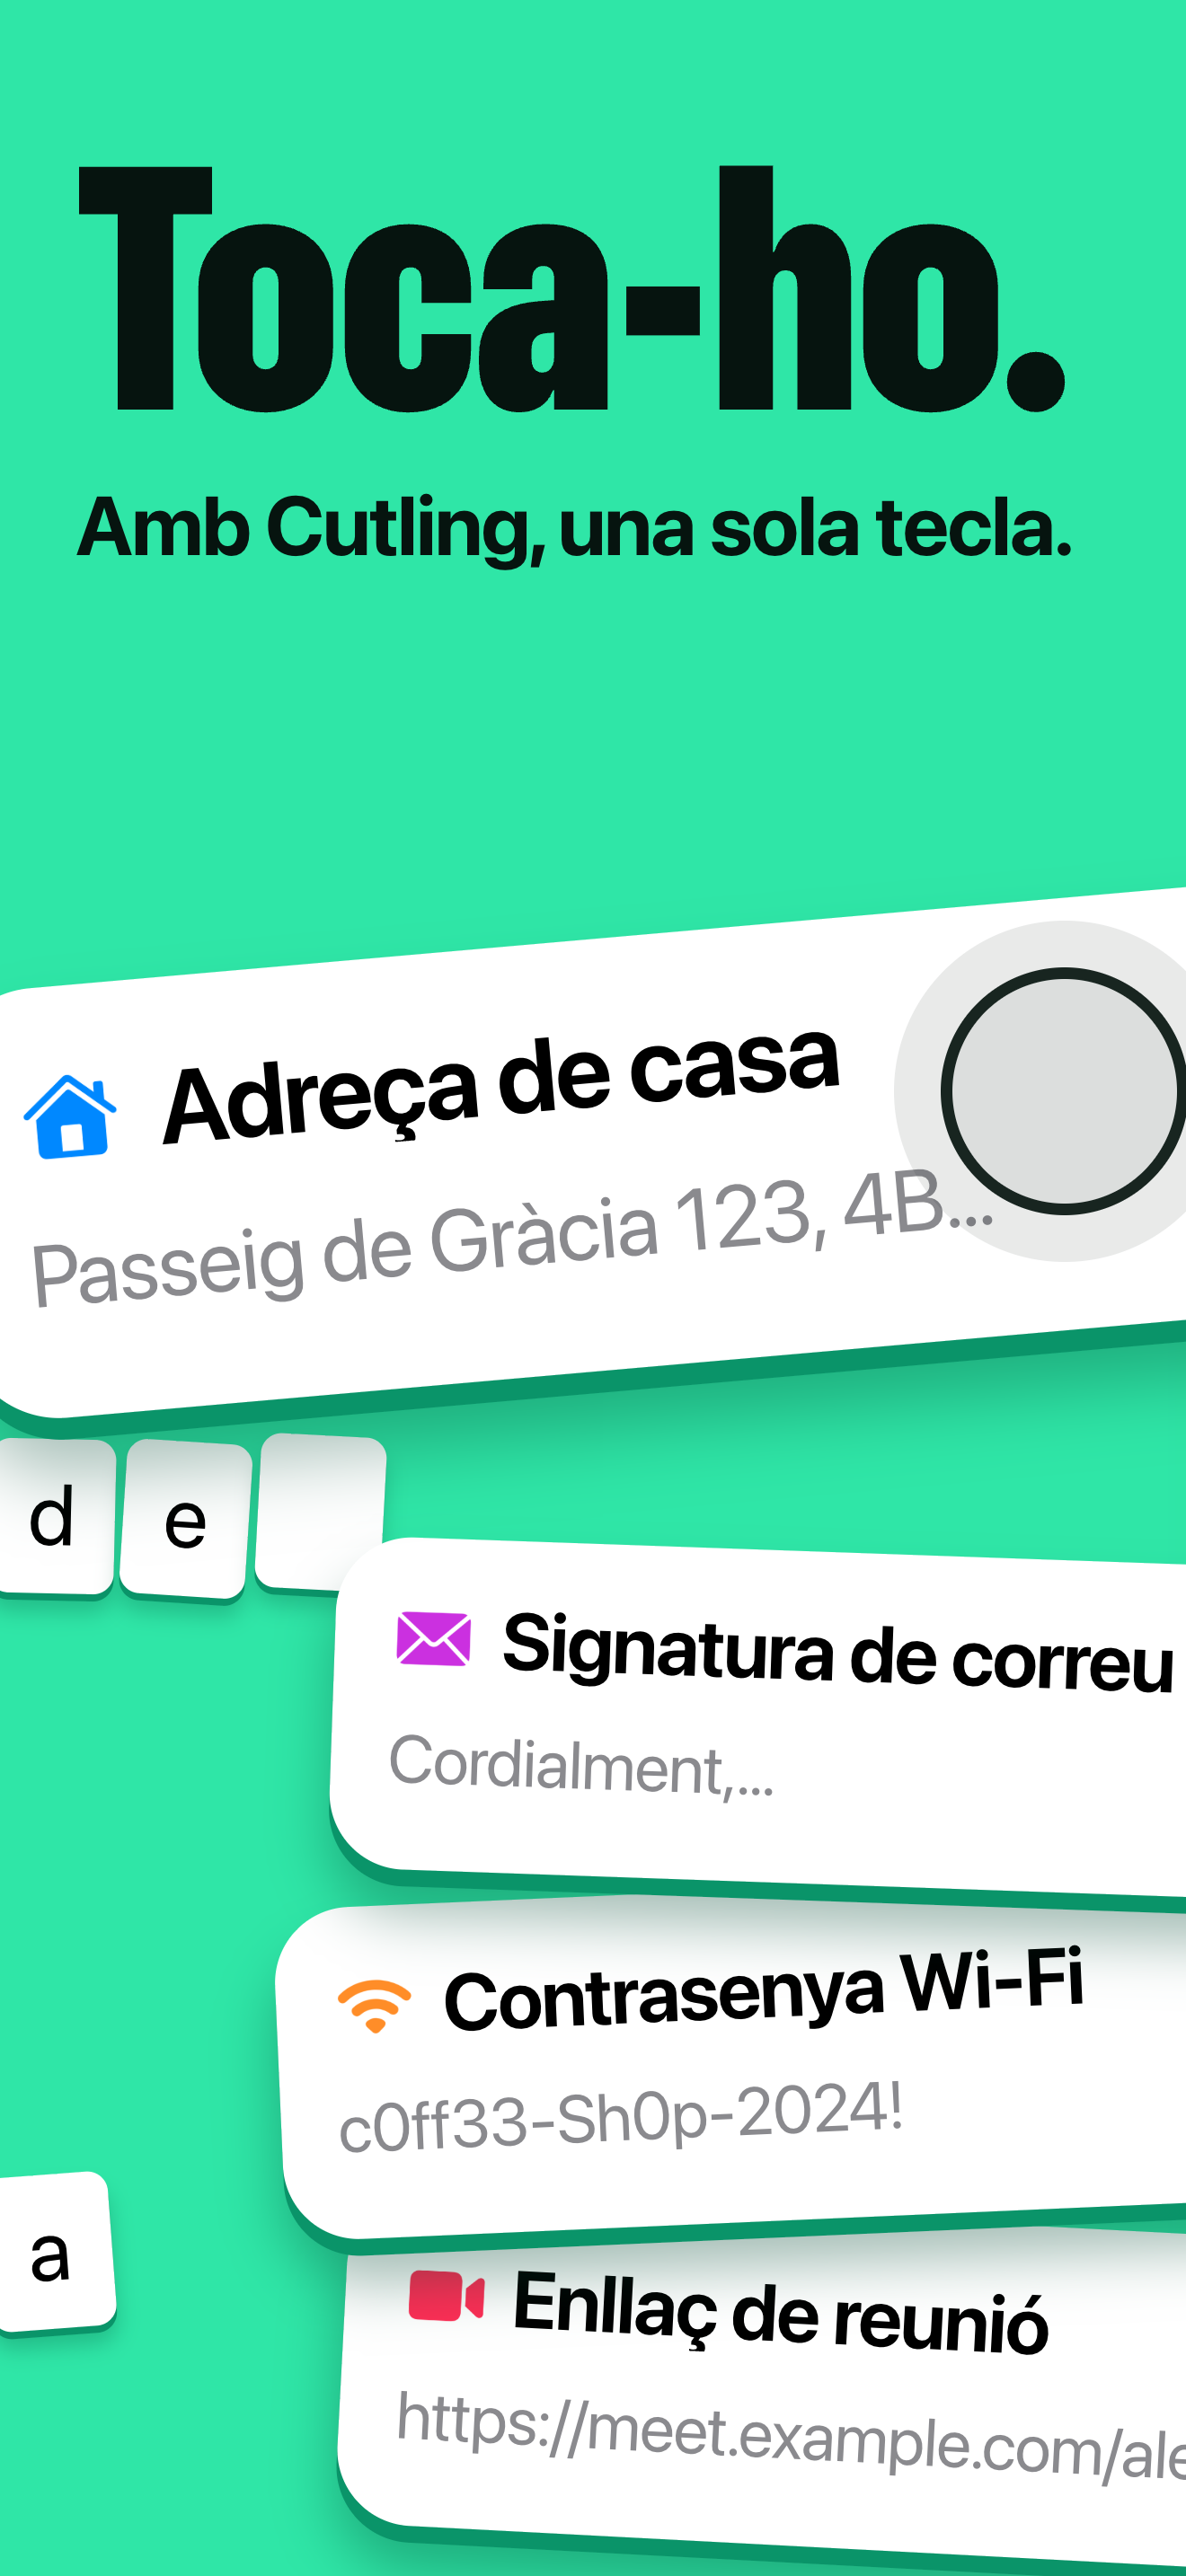 Toca-ho.
Amb Cutling, una sola tecla.
Adreça de casa
Passeig de Gràcia 123, 4B...
d e
Signatura de correu
Cordialment,...
Contrasenya Wi-Fi
c0ff33-Sh0p-2024!
a
Enllaç de reunió
https://meet.example.com/ale